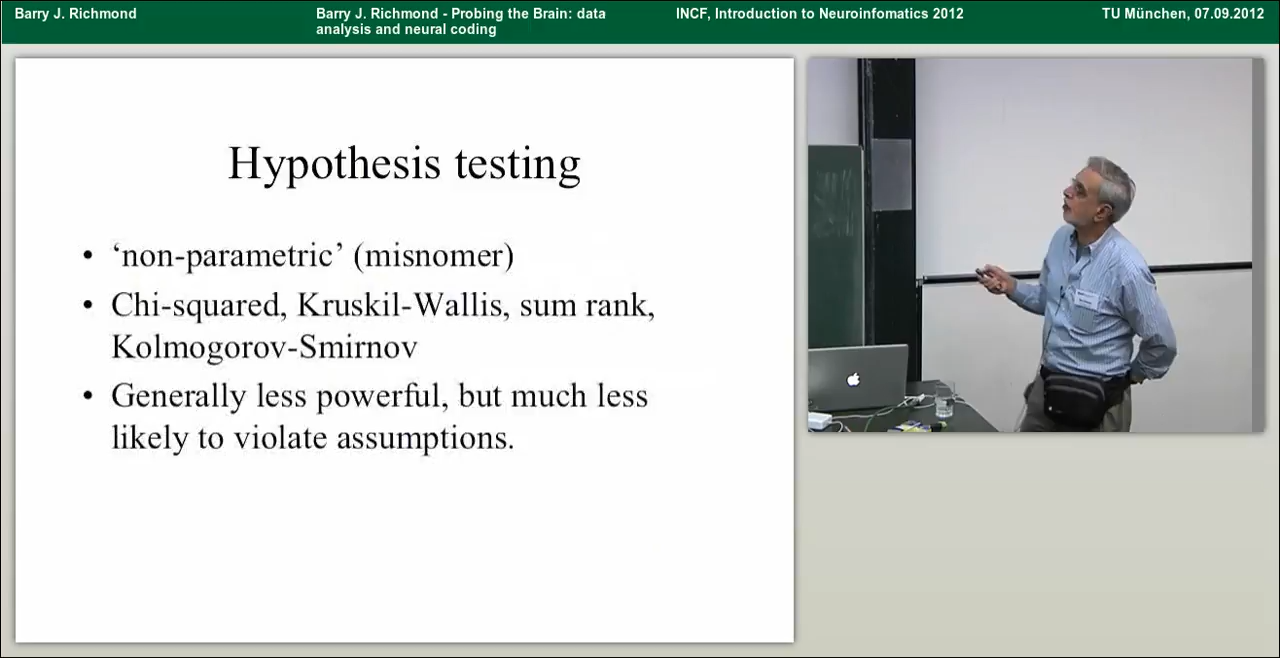 Barry J. Richmond
Barry J. Richmond - Probing the Brain: data
analysis and neural coding
INCF, Introduction to Neuroinfomatics 2012
TU München, 07.09.2012
Hypothesis testing
• ‘non-parametric’ (misnomer)
• Chi-squared, Kruskil-Wallis, sum rank,
Kolmogorov-Smirnov
• Generally less powerful, but much less
likely to violate assumptions.